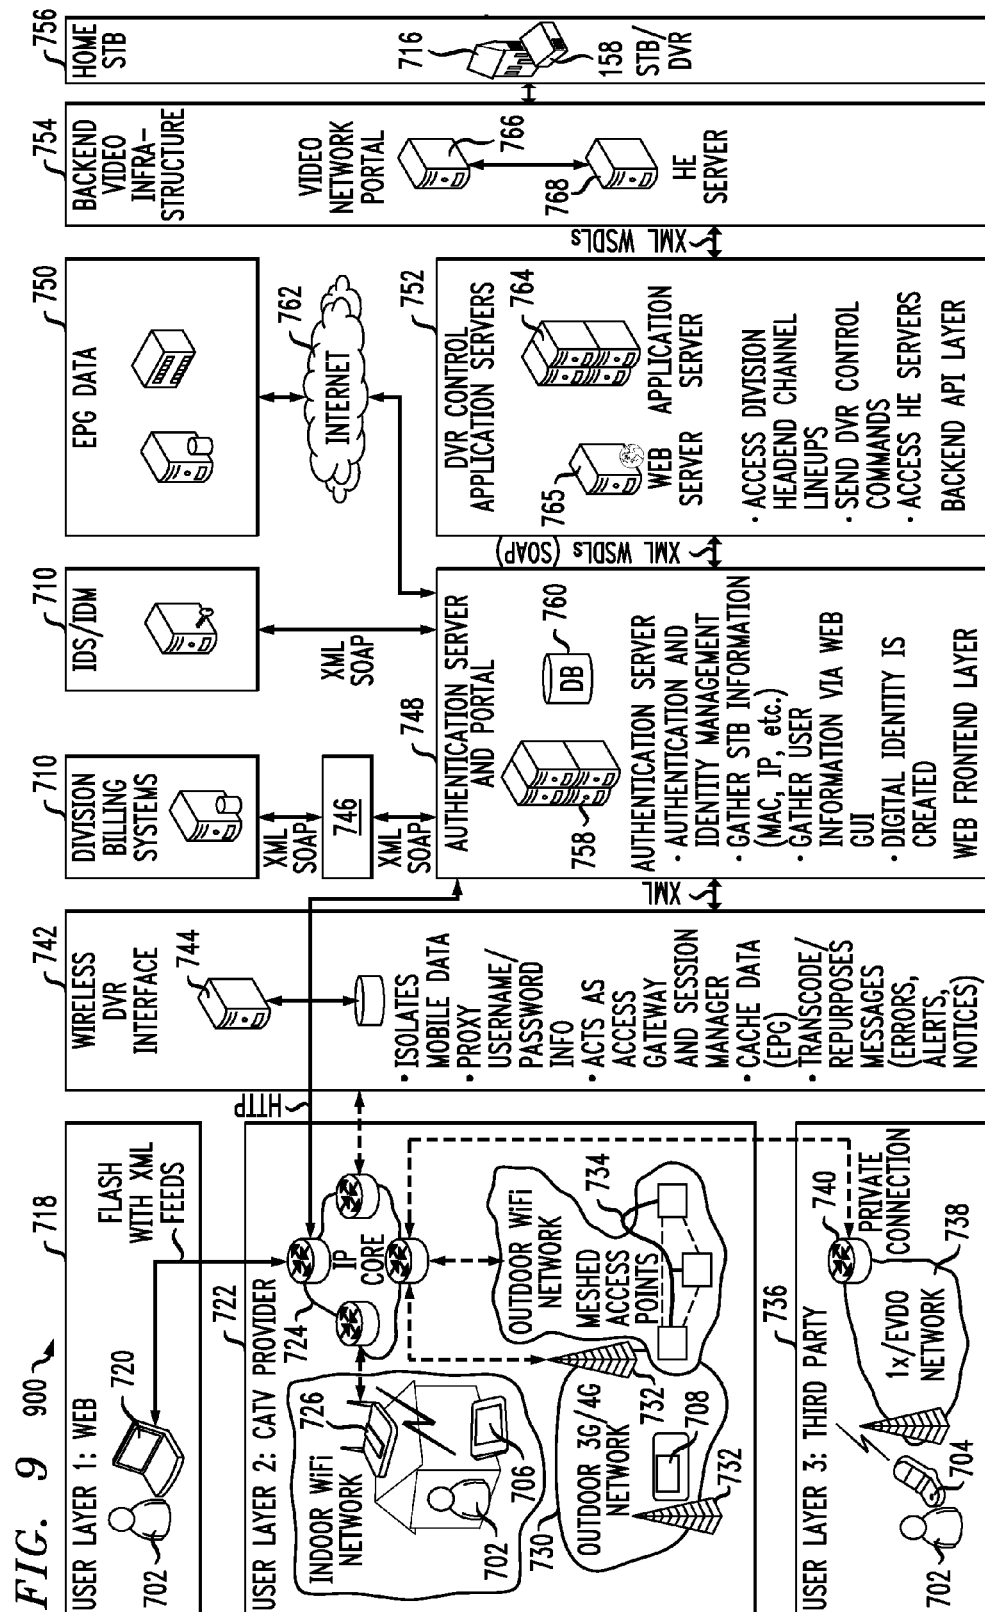 FIG. 9
900
USER LAYER 1: WEB
718
720
702
FLASH
WITH XML
FEEDS
722
USER LAYER 2: CATV PROVIDER
724
IP
CORE
INDOOR WiFi
NETWORK
726
702
706
730
OUTDOOR 3G/4G
NETWORK
732
708
732
OUTDOOR WiFi
NETWORK
MESHED
ACCESS
POINTS
734
736
USER LAYER 3: THIRD PARTY
702
704
1x/EVDO
NETWORK
738
740
PRIVATE
CONNECTION
HTTP
742
WIRELESS
DVR
INTERFACE
744
• ISOLATES
MOBILE DATA
• PROXY
USERNAME/
PASSWORD
INFO
• ACTS AS
ACCESS
GATEWAY
AND SESSION
MANAGER
• CACHE DATA
(EPG)
• TRANSCODE/
REPURPOSES
MESSAGES
(ERRORS,
ALERTS,
NOTICES)
XML
710
DIVISION
BILLING
SYSTEMS
XML
SOAP
746
XML
SOAP
710
IDS/IDM
XML
SOAP
748
AUTHENTICATION SERVER
AND PORTAL
758
DB
760
AUTHENTICATION SERVER
• AUTHENTICATION AND
IDENTITY MANAGEMENT
• GATHER STB INFORMATION
(MAC, IP, etc.)
• GATHER USER
INFORMATION VIA WEB
GUI
• DIGITAL IDENTITY IS
CREATED
WEB FRONTEND LAYER
XML WSDLs
(SOAP)
750
EPG DATA
762
INTERNET
752
DVR CONTROL
APPLICATION SERVERS
765
WEB
SERVER
764
APPLICATION
SERVER
• ACCESS DIVISION
HEADEND CHANNEL
LINEUPS
• SEND DVR CONTROL
COMMANDS
• ACCESS HE SERVERS
BACKEND API LAYER
XML WSDLs
754
BACKEND
VIDEO
INFRA-
STRUCTURE
VIDEO
NETWORK
PORTAL
766
768
HE
SERVER
756
HOME
STB
716
158
STB/
DVR